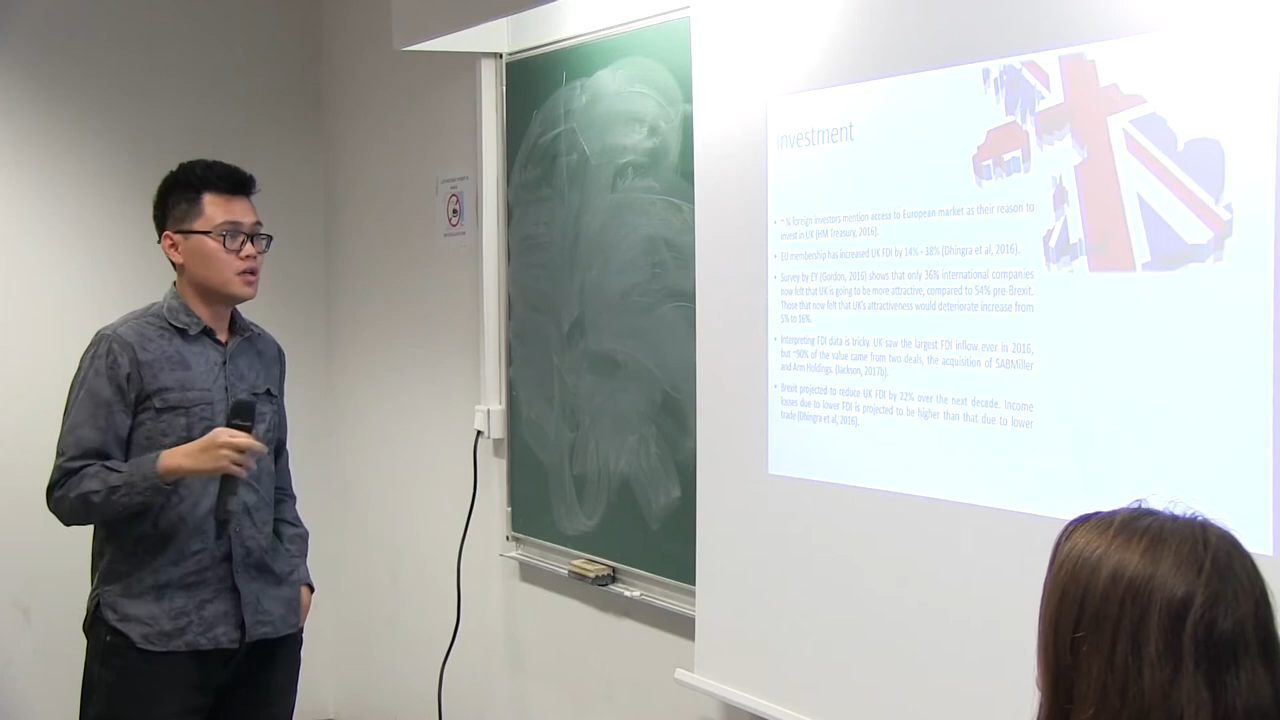 investment
% foreign investors mention access to European market as their reason to
invest in UK (HM Treasury, 2016).
EU membership has increased UK FDI by 14% - 38% (Dhingra et al, 2016).
Survey by EY (Gordon, 2016) shows that only 36% international companies
now felt that UK is going to be more attractive, compared to 54% pre-Brexit.
Those that now felt that UK's attractiveness would deteriorate increase from
5% to 16%.
Interpreting FDI data is tricky. UK saw the largest FDI inflow ever in 2016,
but ~90% of the value came from two deals, the acquisition of SABMiller
and Arm Holdings. (Jackson, 2017b).
Brexit projected to reduce UK FDI by 22% over the next decade. Income
losses due to lower FDI is projected to be higher than that due to lower
trade (Dhingra et al, 2016).